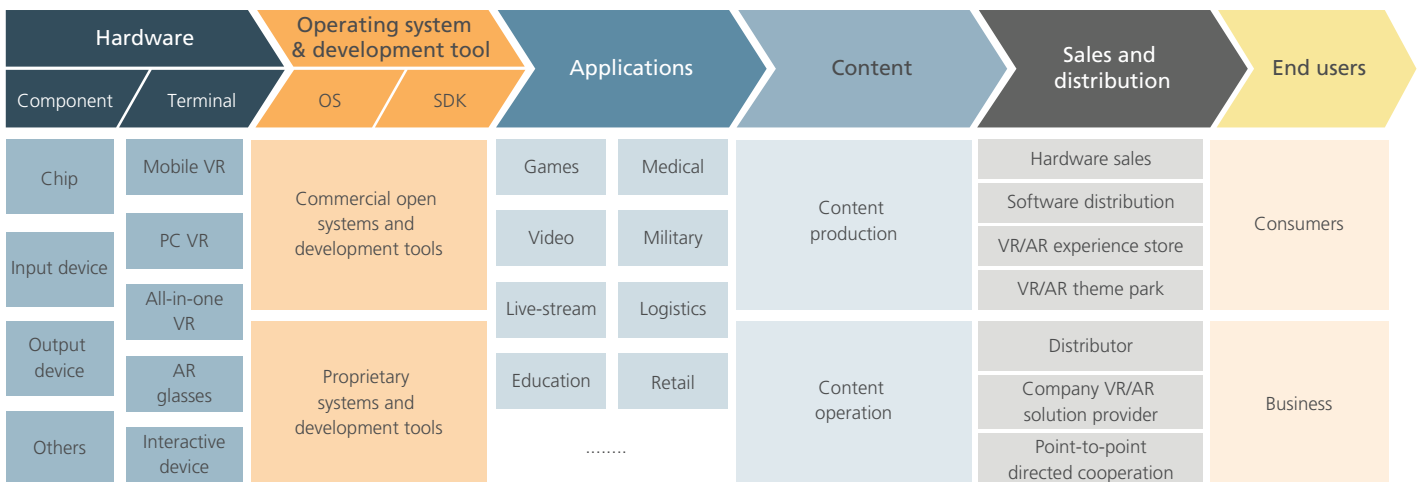 Hardware
Operating system
& development tool
Applications
Content
Sales and
distribution
End users
Component
Terminal
OS
SDK
Chip
Input device
Output
device
Others
Mobile VR
PC VR
All-in-one
VR
AR
glasses
Interactive
device
Commercial open
systems and
development tools
Proprietary
systems and
development tools
Games
Medical
Video
Military
Live-stream
Logistics
Education
Retail
........
Content
production
Content
operation
Hardware sales
Software distribution
VR/AR experience store
VR/AR theme park
Distributor
Company VR/AR
solution provider
Point-to-point
directed cooperation
Consumers
Business